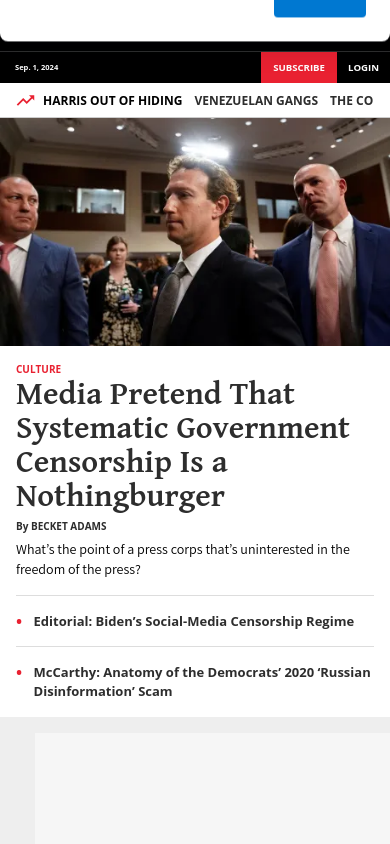 Sep. 1, 2024
SUBSCRIBE
LOGIN
HARRIS OUT OF HIDING
VENEZUELAN GANGS
THE CO
CULTURE
Media Pretend That
Systematic Government
Censorship Is a
Nothingburger
By BECKET ADAMS
What’s the point of a press corps that’s uninterested in the
freedom of the press?
• Editorial: Biden’s Social-Media Censorship Regime
• McCarthy: Anatomy of the Democrats’ 2020 ‘Russian
Disinformation’ Scam